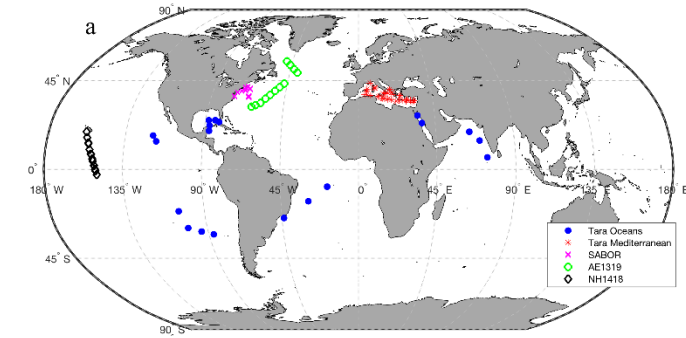 90° N
a
45° N
0°
180° W
135° W
90° W
45° W
0°
45° E
90° E
180° E
45° S
90° S
Tara Oceans
Tara Mediterranean
SABOR
AE1319
NH1418